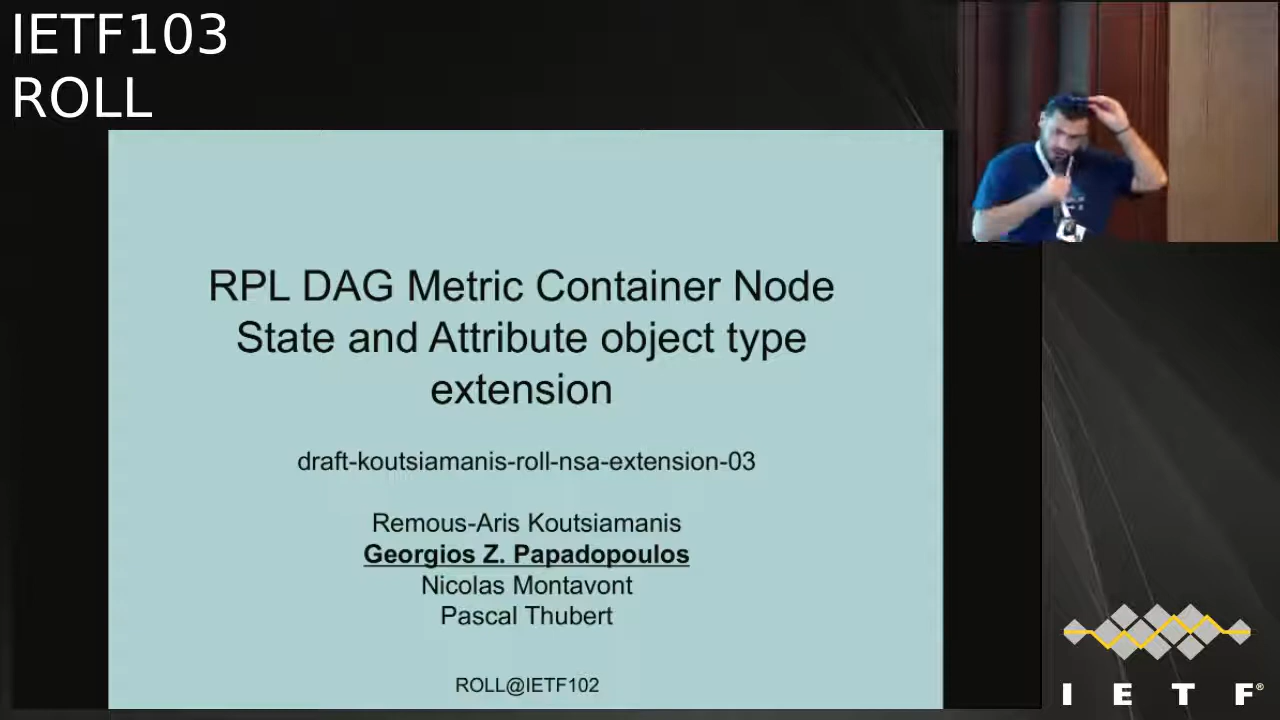 IETF103
ROLL
RPL DAG Metric Container Node
State and Attribute object type
extension
draft-koutsiamanis-roll-nsa-extension-03
Remous-Aris Koutsiamanis
Georgios Z. Papadopoulos
Nicolas Montavont
Pascal Thubert
ROLL@IETF102
I E T F®